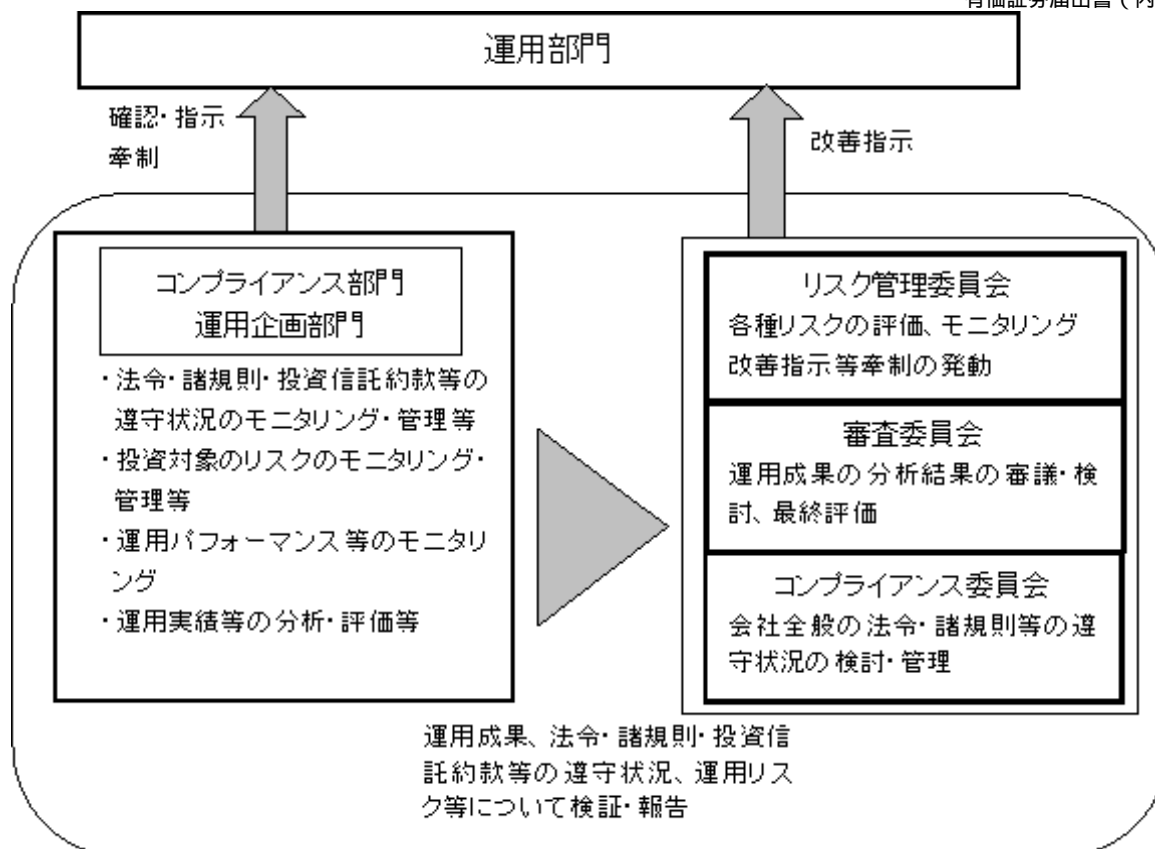 有価証券届出書(内
運用部門
確認・指示
牽制
改善指示
コンプライアンス部門
運用企画部門
・法令・諸規則・投資信託約款等の
遵守状況のモニタリング・管理等
・投資対象のリスクのモニタリング・
管理等
・運用パフォーマンス等のモニタリ
ング
・運用実績等の分析・評価等
リスク管理委員会
各種リスクの評価、モニタリング
改善指示等牽制の発動
審査委員会
運用成果の分析結果の審議・検
討、最終評価
コンプライアンス委員会
会社全般の法令・諸規則等の遵
守状況の検討・管理
運用成果、法令・諸規則・投資信
託約款等の遵守状況、運用リス
ク等について検証・報告